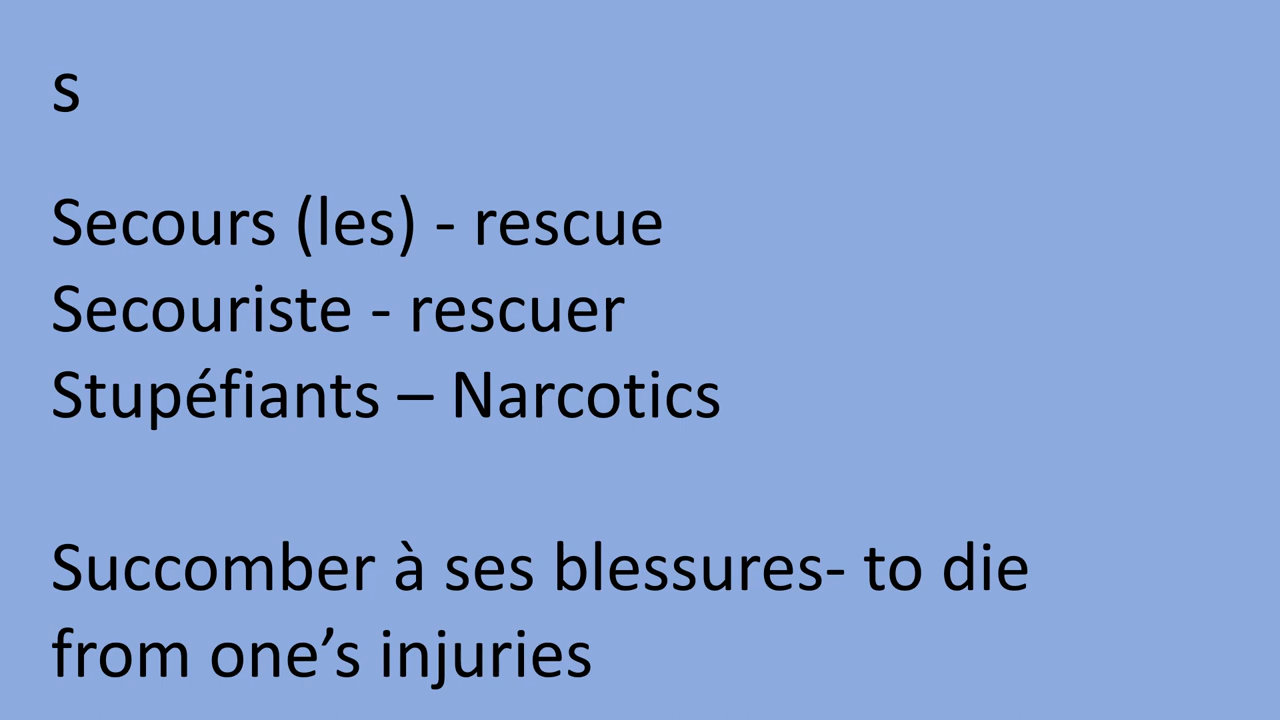 s
Secours (les) - rescue
Secouriste - rescuer
Stupéfiants – Narcotics
Succomber à ses blessures- to die
from one’s injuries